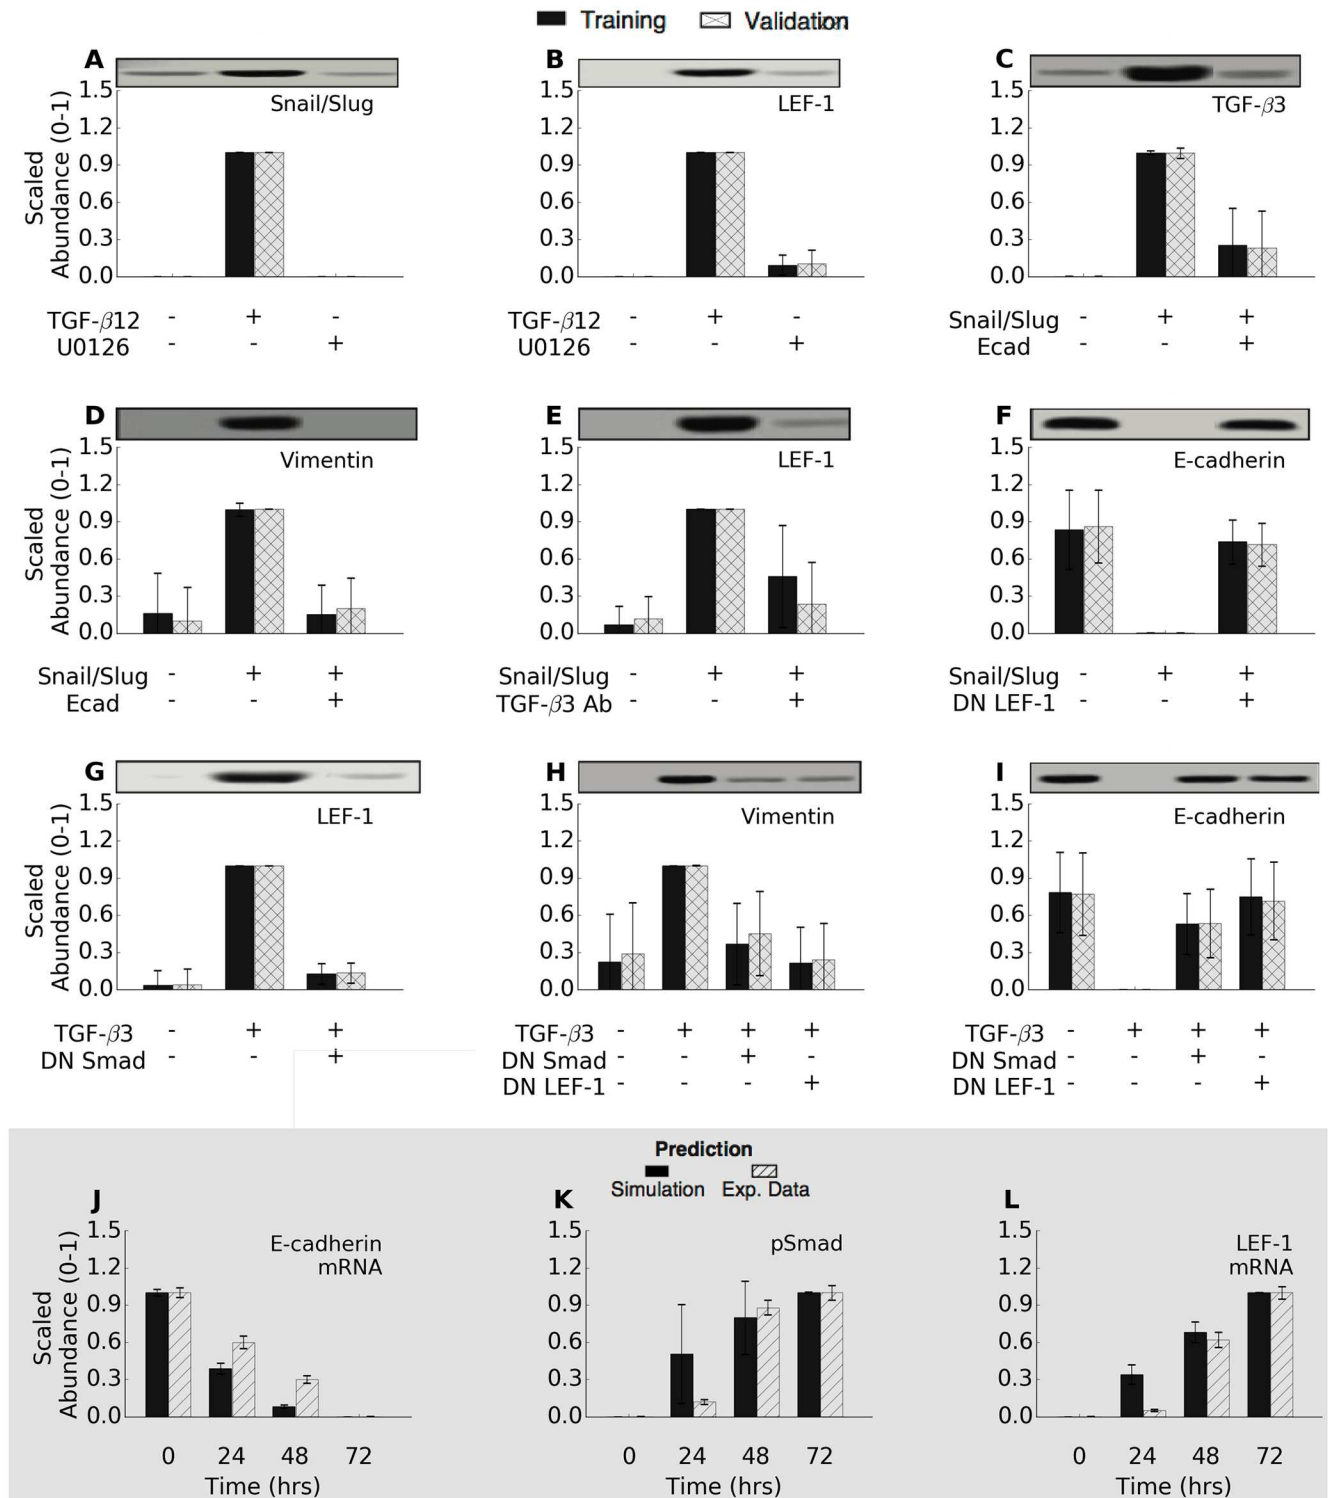 Training Validation
A B C
1.5 Snail/Slug 1.5 LEF-1 1.5 TGF-β3
1.2 1.2 1.2
0.9 0.9 0.9
0.6 0.6 0.6
0.3 0.3 0.3
0.0 0.0 0.0
Scaled
Abundance (0-1)
TGF-β12 - + - TGF-β12 - + - Snail/Slug - + +
U0126 - - + U0126 - - + Ecad - - +
D E F
1.5 Vimentin 1.5 LEF-1 1.5 E-cadherin
1.2 1.2 1.2
0.9 0.9 0.9
0.6 0.6 0.6
0.3 0.3 0.3
0.0 0.0 0.0
Scaled
Abundance (0-1)
Snail/Slug - + + Snail/Slug - + + Snail/Slug - + +
Ecad - - + TGF-β3 Ab - - + DN LEF-1 - - +
G H I
1.5 LEF-1 1.5 Vimentin 1.5 E-cadherin
1.2 1.2 1.2
0.9 0.9 0.9
0.6 0.6 0.6
0.3 0.3 0.3
0.0 0.0 0.0
Scaled
Abundance (0-1)
TGF-β3 - + + TGF-β3 - + + + TGF-β3 - + + +
DN Smad - - + DN Smad - - + - DN Smad - - + -
DN LEF-1 - - - + DN LEF-1 - - - +
Prediction
Simulation Exp. Data
J K L
1.5 E-cadherin 1.5 pSmad 1.5 LEF-1
mRNA mRNA
1.2 1.2 1.2
0.9 0.9 0.9
0.6 0.6 0.6
0.3 0.3 0.3
0.0 0.0 0.0
Scaled
Abundance (0-1)
0 24 48 72 0 24 48 72 0 24 48 72
Time (hrs) Time (hrs) Time (hrs)